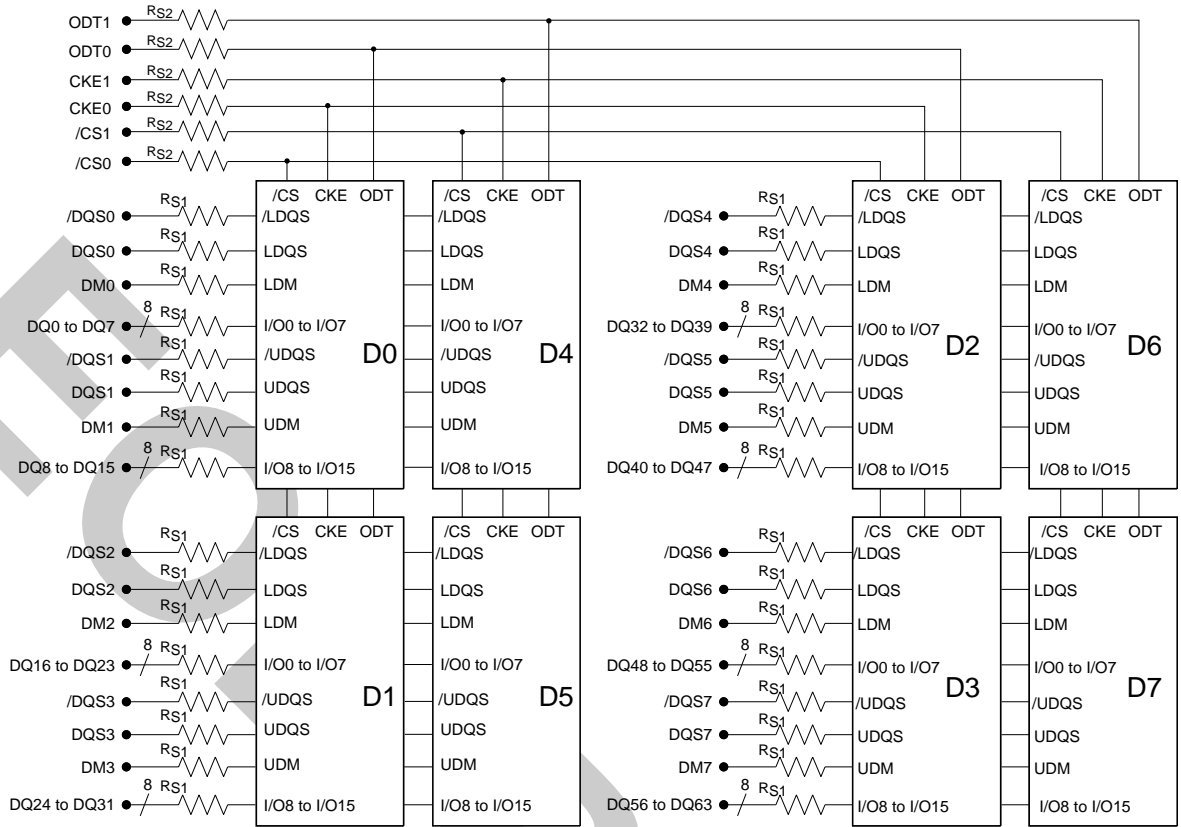 ODT1 RS2
ODT0 RS2
CKE1 RS2
CKE0 RS2
/CS1 RS2
/CS0 RS2
/CS CKE ODT
/DQS0 RS1 /LDQS
DQS0 RS1 LDQS
DM0 RS1 LDM
DQ0 to DQ7 8 RS1 I/O0 to I/O7
/DQS1 RS1 /UDQS
D0
DQS1 RS1 UDQS
DM1 RS1 UDM
DQ8 to DQ15 8 RS1 I/O8 to I/O15
/CS CKE ODT
/LDQS
LDQS
LDM
I/O0 to I/O7
/UDQS
D4
UDQS
UDM
I/O8 to I/O15
/CS CKE ODT
/DQS4 RS1 /LDQS
DQS4 RS1 LDQS
DM4 RS1 LDM
DQ32 to DQ39 8 RS1 I/O0 to I/O7
/DQS5 RS1 /UDQS
D2
DQS5 RS1 UDQS
DM5 RS1 UDM
DQ40 to DQ47 8 RS1 I/O8 to I/O15
/CS CKE ODT
/LDQS
LDQS
LDM
I/O0 to I/O7
/UDQS
D6
UDQS
UDM
I/O8 to I/O15
/CS CKE ODT
/DQS2 RS1 /LDQS
DQS2 RS1 LDQS
DM2 RS1 LDM
DQ16 to DQ23 8 RS1 I/O0 to I/O7
/DQS3 RS1 /UDQS
D1
DQS3 RS1 UDQS
DM3 RS1 UDM
DQ24 to DQ31 8 RS1 I/O8 to I/O15
/CS CKE ODT
/LDQS
LDQS
LDM
I/O0 to I/O7
/UDQS
D5
UDQS
UDM
I/O8 to I/O15
/CS CKE ODT
/DQS6 RS1 /LDQS
DQS6 RS1 LDQS
DM6 RS1 LDM
DQ48 to DQ55 8 RS1 I/O0 to I/O7
/DQS7 RS1 /UDQS
D3
DQS7 RS1 UDQS
DM7 RS1 UDM
DQ56 to DQ63 8 RS1 I/O8 to I/O15
/CS CKE ODT
/LDQS
LDQS
LDM
I/O0 to I/O7
/UDQS
D7
UDQS
UDM
I/O8 to I/O15